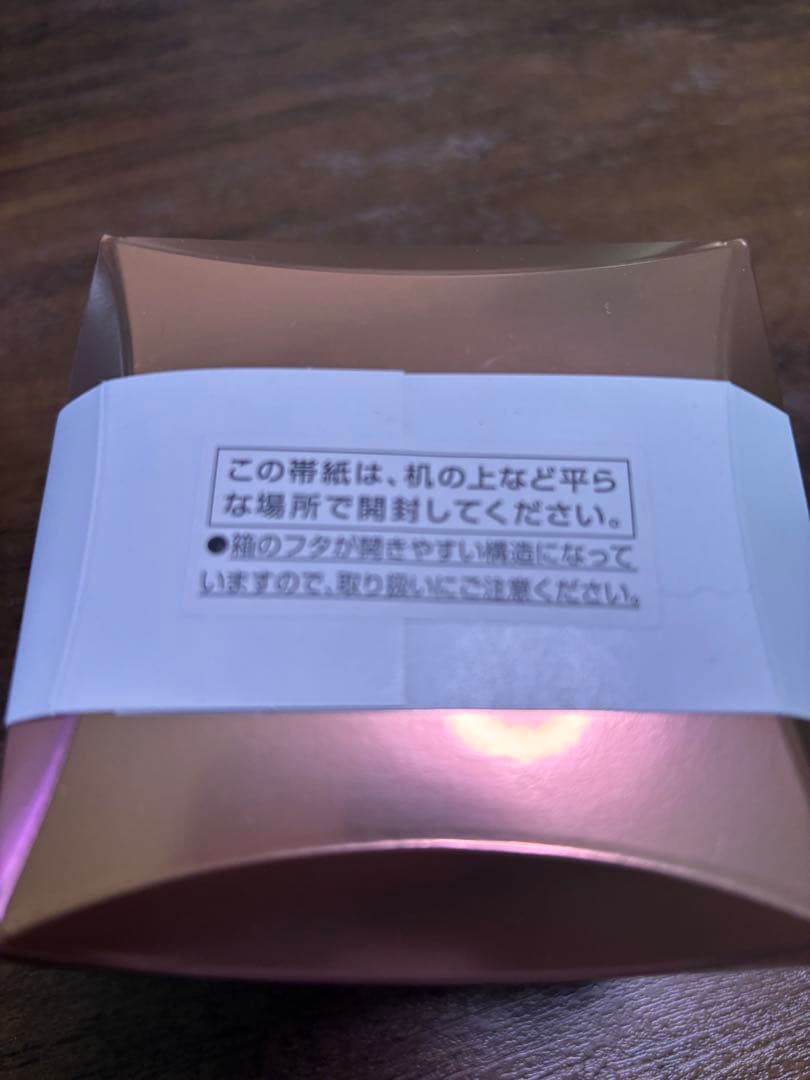 この帯紙は、机の上など平ら
な場所で開封してください。
●箱のフタが開きやすい構造になって
いますので、取り扱いにご注意ください。